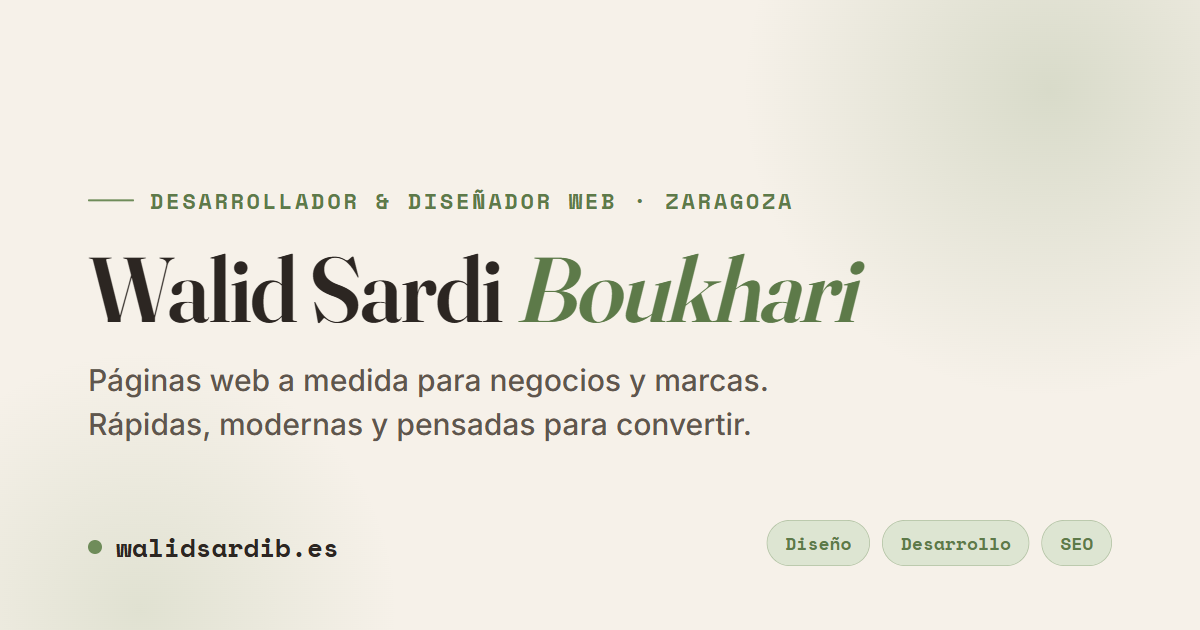 DESARROLLADOR & DISEÑADOR WEB · ZARAGOZA
Walid Sardi Boukhari
Páginas web a medida para negocios y marcas.
Rápidas, modernas y pensadas para convertir.
walidsardib.es
Diseño Desarrollo SEO